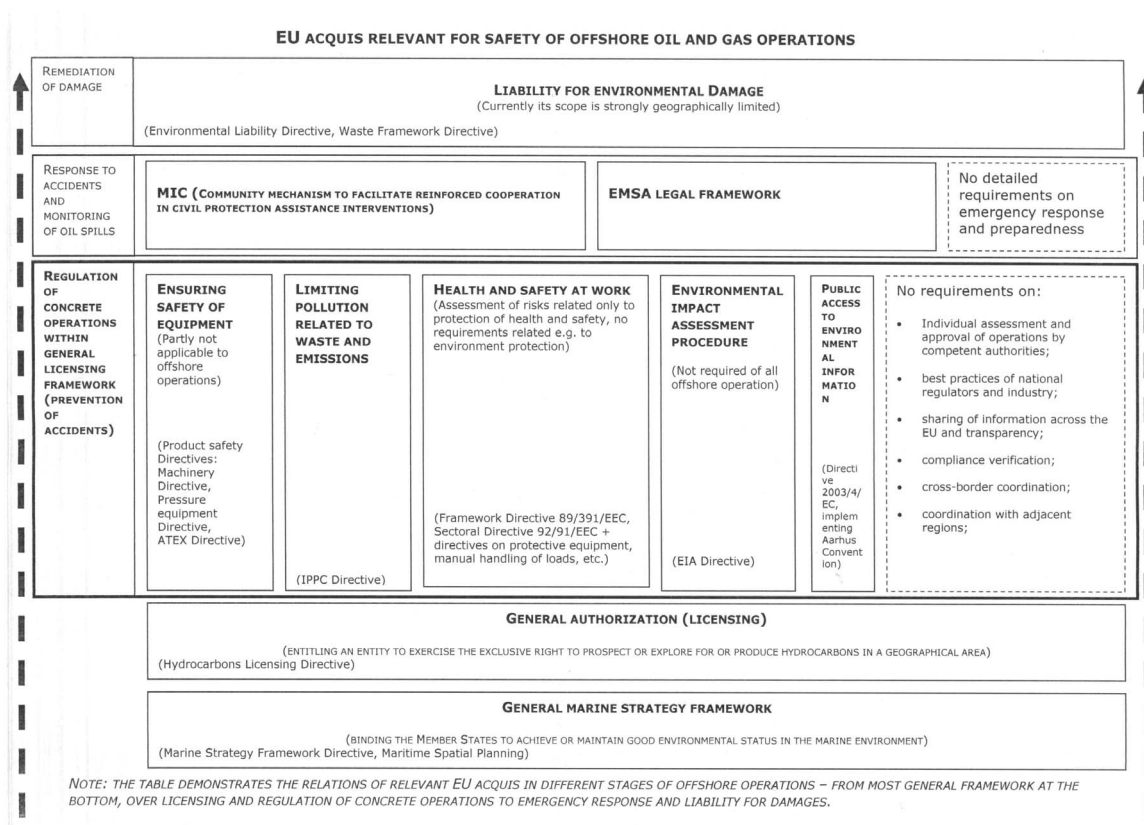 EU ACQUIS RELEVANT FOR SAFETY OF OFFSHORE OIL AND GAS OPERATIONS
REMEDIATION
OF DAMAGE
LIABILITY FOR ENVIRONMENTAL DAMAGE
(Currently its scope is strongly geographically limited)
(Environmental Liability Directive, Waste Framework Directive)
RESPONSE TO
ACCIDENTS
AND
MONITORING
OF OIL SPILLS
MIC (COMMUNITY MECHANISM TO FACILITATE REINFORCED COOPERATION
IN CIVIL PROTECTION ASSISTANCE INTERVENTIONS)
EMSA LEGAL FRAMEWORK
No detailed
requirements on
emergency response
and preparedness
REGULATION
OF
CONCRETE
OPERATIONS
WITHIN
GENERAL
LICENSING
FRAMEWORK
(PREVENTION
OF
ACCIDENTS)
ENSURING
SAFETY OF
EQUIPMENT
(Partly not
applicable to
offshore
operations)
(Product safety
Directives:
Machinery
Directive,
Pressure
equipment
Directive,
ATEX Directive)
LIMITING
POLLUTION
RELATED TO
WASTE AND
EMISSIONS
(IPPC Directive)
HEALTH AND SAFETY AT WORK
(Assessment of risks related only to
protection of health and safety, no
requirements related e.g. to
environment protection)
(Framework Directive 89/391/EEC,
Sectoral Directive 92/91/EEC +
directives on protective equipment,
manual handling of loads, etc.)
ENVIRONMENTAL
IMPACT
ASSESSMENT
PROCEDURE
(Not required of all
offshore operation)
(EIA Directive)
PUBLIC
ACCESS
TO
ENVIRO
NMENT
AL
INFOR
MATIO
N
(Directi
ve
2003/4/
EC,
implem
enting
Aarhus
Convent
ion)
No requirements on:
• Individual assessment and
approval of operations by
competent authorities;
• best practices of national
regulators and industry;
• sharing of information across the
EU and transparency;
• compliance verification;
• cross-border coordination;
• coordination with adjacent
regions;
GENERAL AUTHORIZATION (LICENSING)
(ENTITLING AN ENTITY TO EXERCISE THE EXCLUSIVE RIGHT TO PROSPECT OR EXPLORE FOR OR PRODUCE HYDROCARBONS IN A GEOGRAPHICAL AREA)
(Hydrocarbons Licensing Directive)
GENERAL MARINE STRATEGY FRAMEWORK
(BINDING THE MEMBER STATES TO ACHIEVE OR MAINTAIN GOOD ENVIRONMENTAL STATUS IN THE MARINE ENVIRONMENT)
(Marine Strategy Framework Directive, Maritime Spatial Planning)
NOTE: THE TABLE DEMONSTRATES THE RELATIONS OF RELEVANT EU ACQUIS IN DIFFERENT STAGES OF OFFSHORE OPERATIONS – FROM MOST GENERAL FRAMEWORK AT THE
BOTTOM, OVER LICENSING AND REGULATION OF CONCRETE OPERATIONS TO EMERGENCY RESPONSE AND LIABILITY FOR DAMAGES.